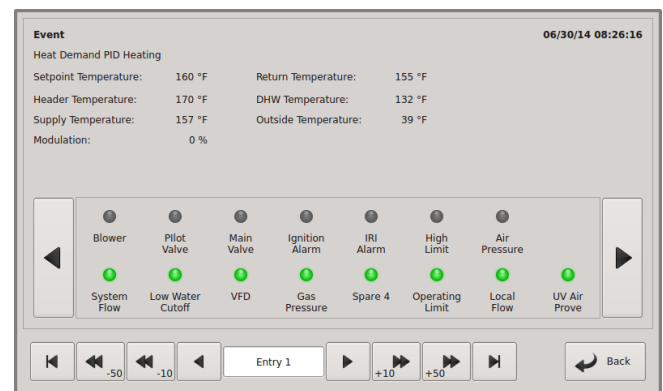 Event 06/30/14 08:26:16
Heat Demand PID Heating
Setpoint Temperature: 160 °F Return Temperature: 155 °F
Header Temperature: 170 °F DHW Temperature: 132 °F
Supply Temperature: 157 °F Outside Temperature: 39 °F
Modulation: 0 %
Blower PIlot Main Ignition IRI High Air
Valve Valve Alarm Alarm Limit Pressure
System Low Water VFD Gas Spare 4 Operating Local UV Air
Flow Cutoff Pressure Limit Flow Prove
-50 -10 Entry 1 +10 +50 Back